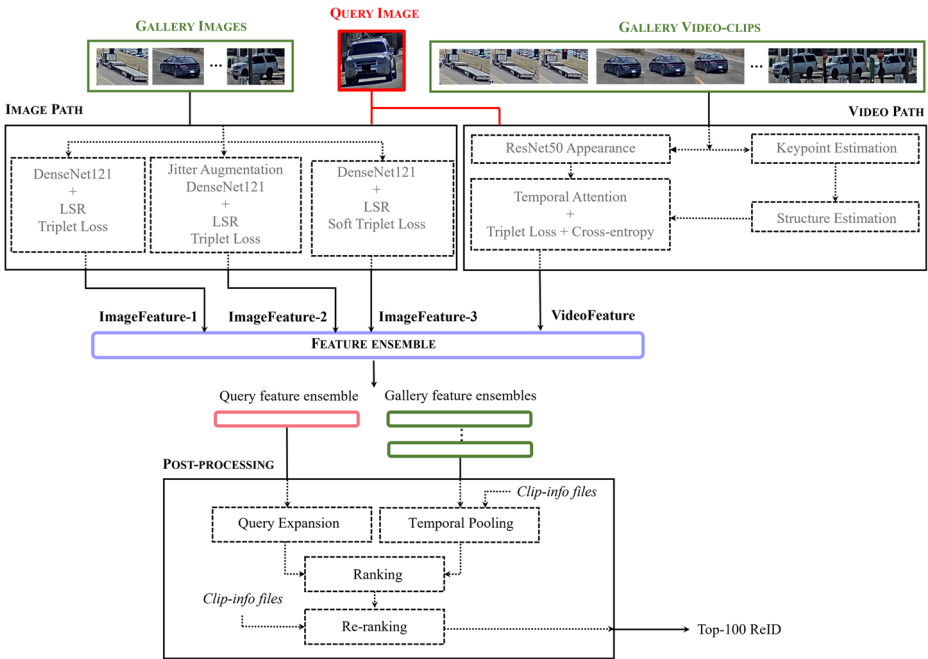 GALLERY IMAGES
QUERY IMAGE
GALLERY VIDEO-CLIPS
...
...
IMAGE PATH
VIDEO PATH
DenseNet121
+
LSR
Triplet Loss
Jitter Augmentation
DenseNet121
+
LSR
Triplet Loss
DenseNet121
+
LSR
Soft Triplet Loss
ResNet50 Appearance
Keypoint Estimation
Temporal Attention
+
Triplet Loss + Cross-entropy
Structure Estimation
ImageFeature-1
ImageFeature-2
ImageFeature-3
VideoFeature
FEATURE ENSEMBLE
Query feature ensemble
Gallery feature ensembles
POST-PROCESSING
Clip-info files
Query Expansion
Temporal Pooling
Ranking
Clip-info files
Re-ranking
Top-100 ReID